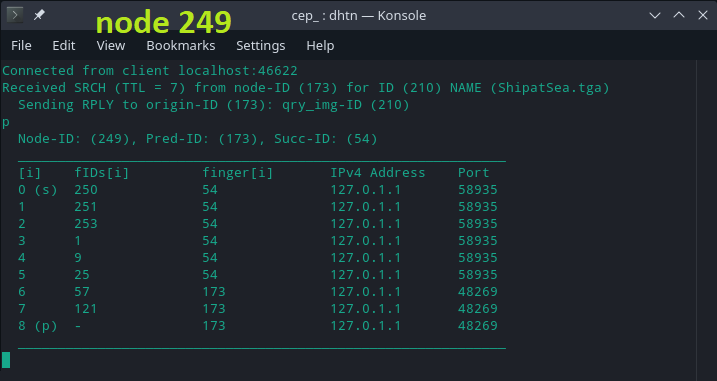 cep_ : dhtn — Konsole
node 249
File Edit View Bookmarks Settings Help
Connected from client localhost:46622
Received SRCH (TTL = 7) from node-ID (173) for ID (210) NAME (ShipatSea.tga)
Sending RPLY to origin-ID (173): qry_img-ID (210)
p
Node-ID: (249), Pred-ID: (173), Succ-ID: (54)
[i] fIDs[i] finger[i] IPv4 Address Port
0 (s) 250 54 127.0.1.1 58935
1 251 54 127.0.1.1 58935
2 253 54 127.0.1.1 58935
3 1 54 127.0.1.1 58935
4 9 54 127.0.1.1 58935
5 25 54 127.0.1.1 58935
6 57 173 127.0.1.1 48269
7 121 173 127.0.1.1 48269
8 (p) - 173 127.0.1.1 48269